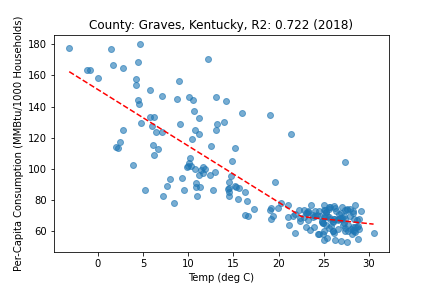 County: Graves, Kentucky, R2: 0.722 (2018)
Per-Capita Consumption (MMBtu/1000 Households)
180
160
140
120
100
80
60
0 5 10 15 20 25 30
Temp (deg C)